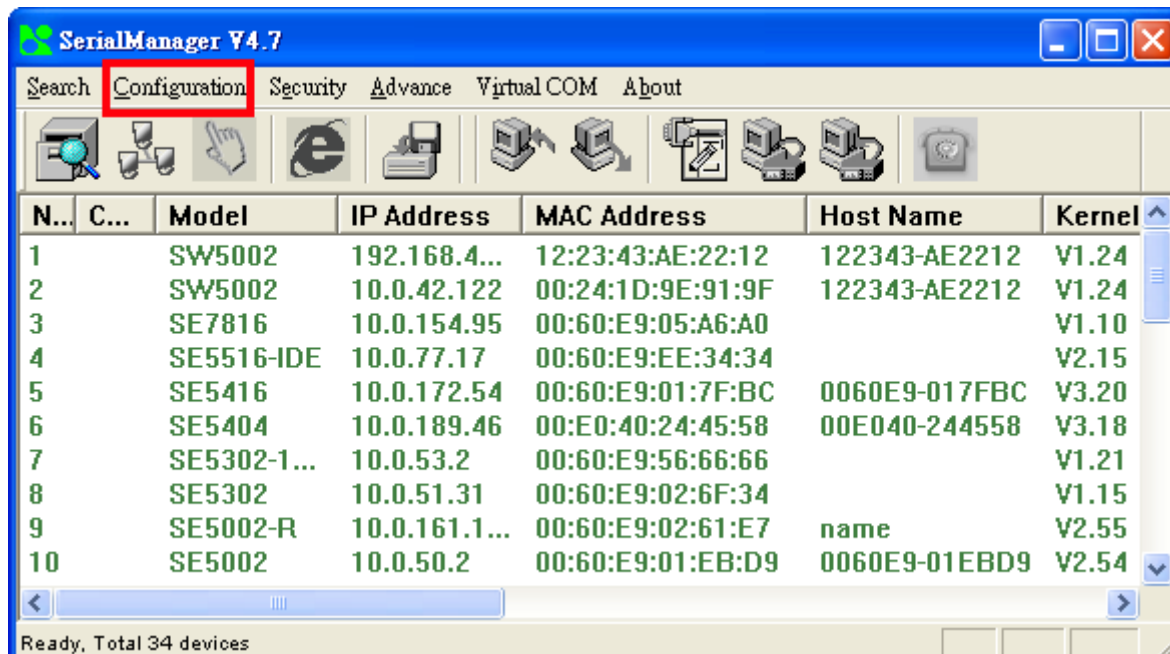 SerialManager V4.7
Search Configuration Security Advance Virtual COM About
N... C... Model IP Address MAC Address Host Name Kernel
1 SW5002 192.168.4... 12:23:43:AE:22:12 122343-AE2212 V1.24
2 SW5002 10.0.42.122 00:24:1D:9E:91:9F 122343-AE2212 V1.24
3 SE7816 10.0.154.95 00:60:E9:05:A6:A0 V1.10
4 SE5516-IDE 10.0.77.17 00:60:E9:EE:34:34 V2.15
5 SE5416 10.0.172.54 00:60:E9:01:7F:BC 0060E9-017FBC V3.20
6 SE5404 10.0.189.46 00:E0:40:24:45:58 00E040-244558 V3.18
7 SE5302-1... 10.0.53.2 00:60:E9:56:66:66 V1.21
8 SE5302 10.0.51.31 00:60:E9:02:6F:34 V1.15
9 SE5002-R 10.0.161.1... 00:60:E9:02:61:E7 name V2.55
10 SE5002 10.0.50.2 00:60:E9:01:EB:D9 0060E9-01EBD9 V2.54
Ready, Total 34 devices